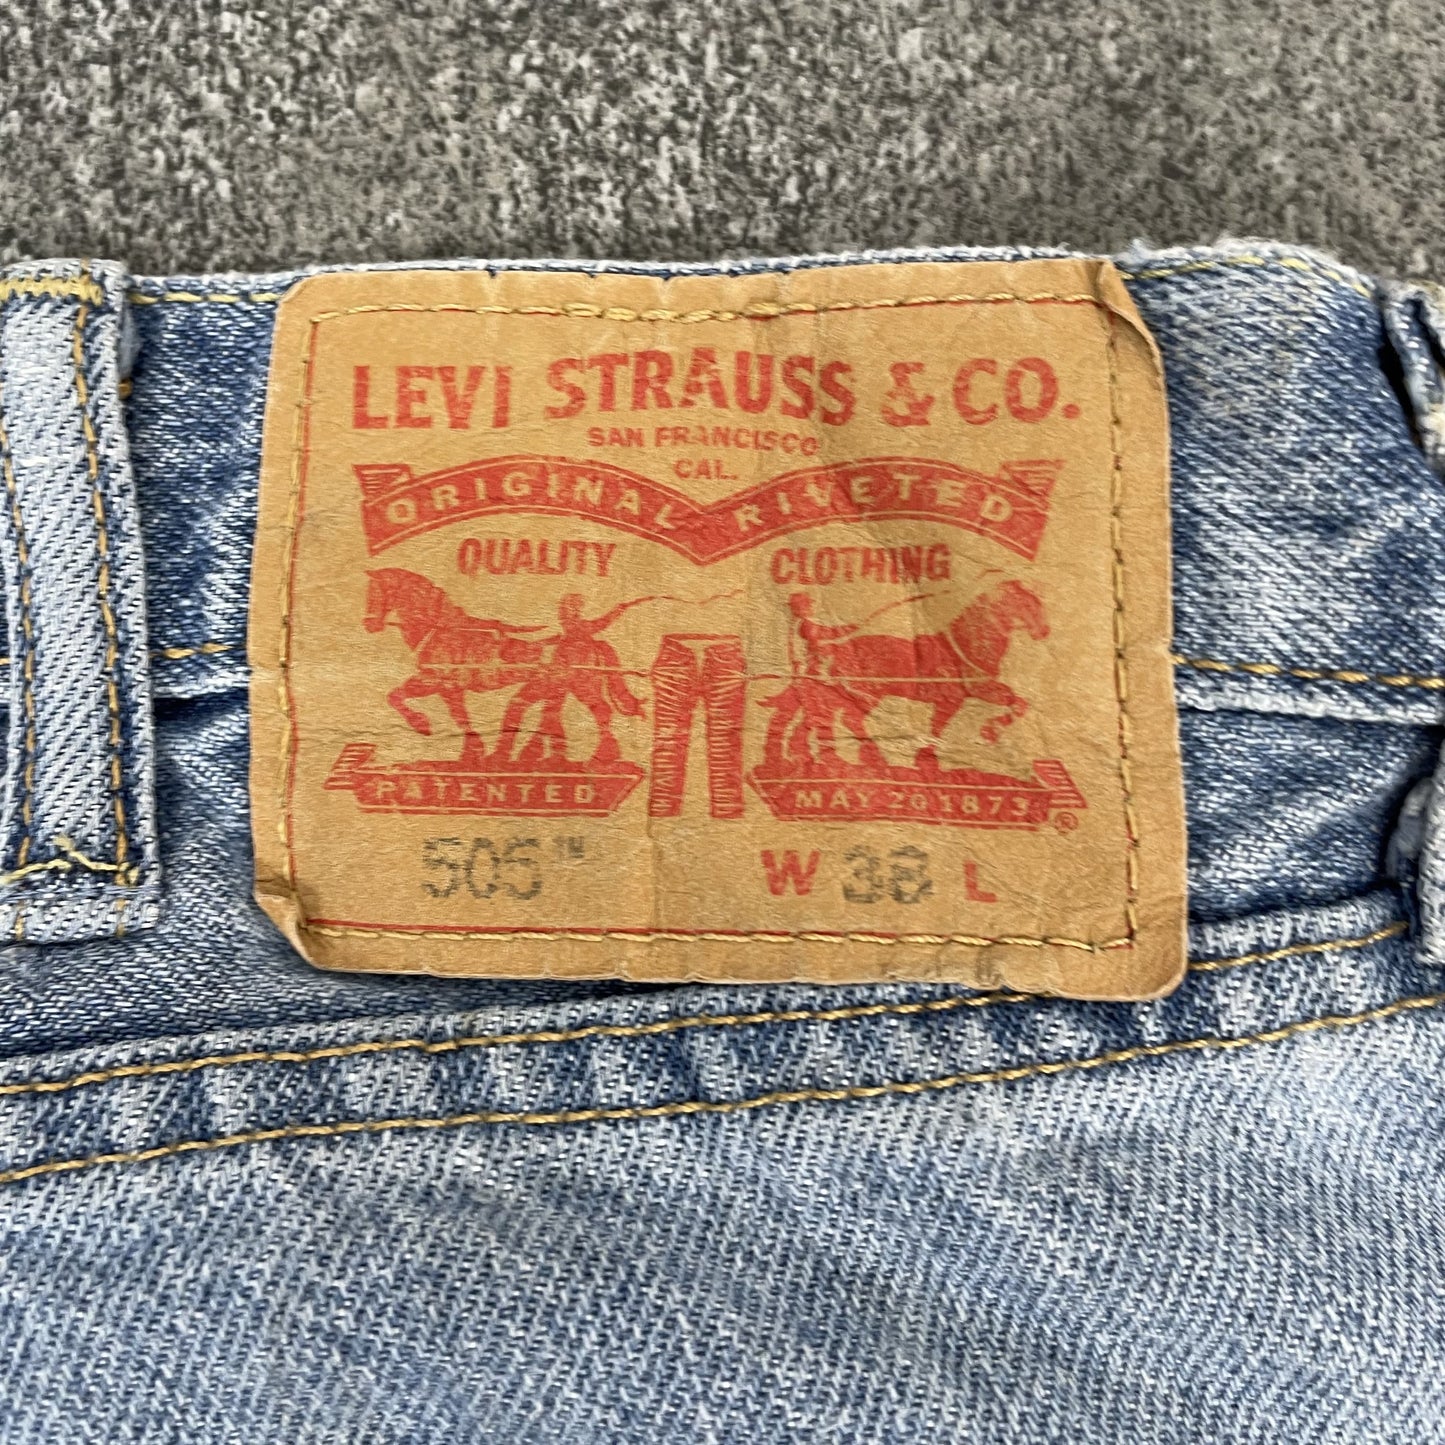 LEVI STRAUSS & CO.
SAN FRANCISCO
CAL.
ORIGINAL RIVETED
QUALITY CLOTHING
PATENTED MAY 20 1873 ®
505™ W 38 L